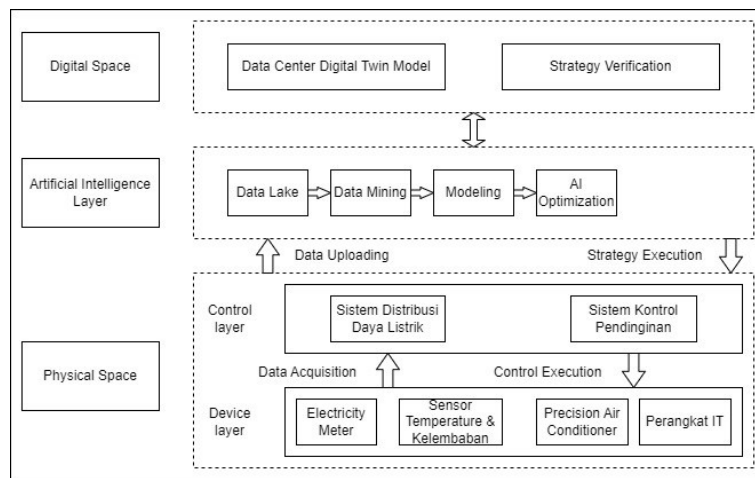 Digital Space
Data Center Digital Twin Model
Strategy Verification
Artificial Intelligence
Layer
Data Lake
Data Mining
Modeling
AI
Optimization
Data Uploading
Strategy Execution
Physical Space
Control
layer
Sistem Distribusi
Daya Listrik
Sistem Kontrol
Pendinginan
Data Acquisition
Control Execution
Device
layer
Electricity
Meter
Sensor
Temperature &
Kelembaban
Precision Air
Conditioner
Perangkat IT